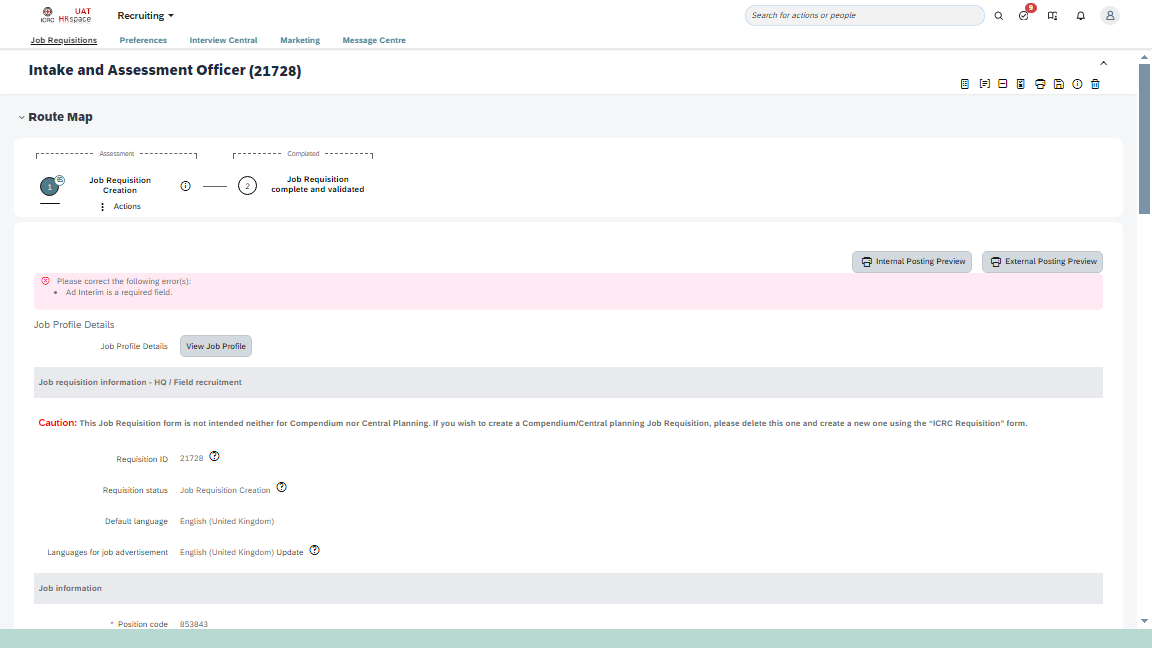 ICRC
UAT
HRspace
Recruiting
Search for actions or people
9
Job Requisitions
Preferences
Interview Central
Marketing
Message Centre
Intake and Assessment Officer (21728)
Route Map
Assessment
Completed
1
Job Requisition
Creation
2
Job Requisition
complete and validated
Actions
Internal Posting Preview
External Posting Preview
Please correct the following error(s):
• Ad Interim is a required field.
Job Profile Details
Job Profile Details
View Job Profile
Job requisition information - HQ / Field recruitment
Caution: This Job Requisition form is not intended neither for Compendium nor Central Planning. If you wish to create a Compendium/Central planning Job Requisition, please delete this one and create a new one using the “ICRC Requisition” form.
Requisition ID 21728
Requisition status Job Requisition Creation
Default language English (United Kingdom)
Languages for job advertisement English (United Kingdom) Update
Job information
* Position code 853843